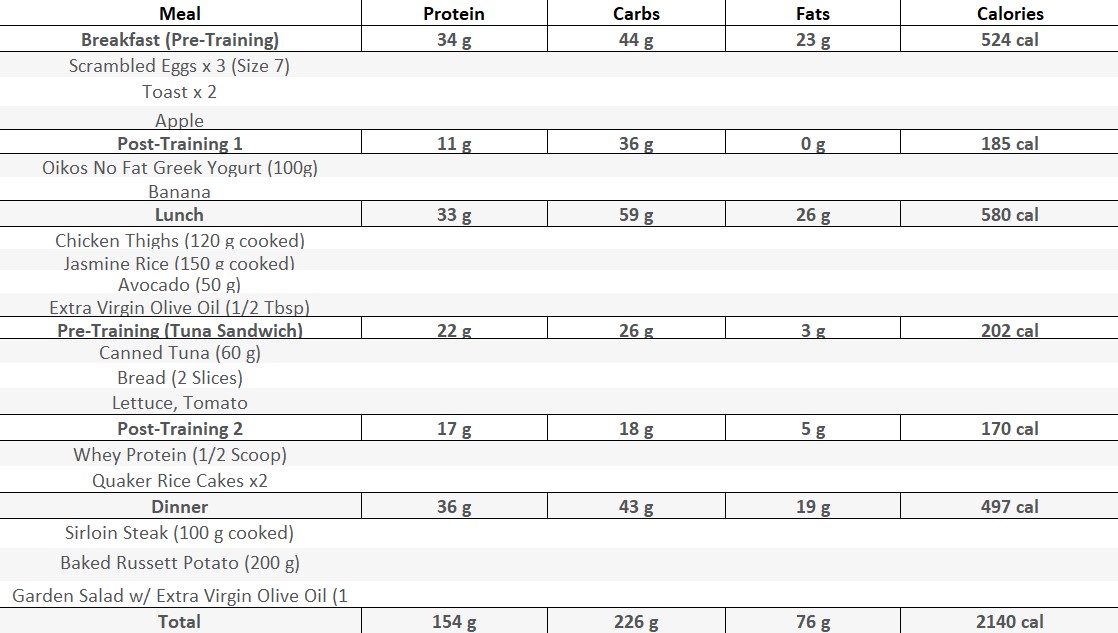 Meal Protein Carbs Fats Calories
Breakfast (Pre-Training) 34 g 44 g 23 g 524 cal
Scrambled Eggs x 3 (Size 7)
Toast x 2
Apple
Post-Training 1 11 g 36 g 0 g 185 cal
Oikos No Fat Greek Yogurt (100g)
Banana
Lunch 33 g 59 g 26 g 580 cal
Chicken Thighs (120 g cooked)
Jasmine Rice (150 g cooked)
Avocado (50 g)
Extra Virgin Olive Oil (1/2 Tbsp)
Pre-Training (Tuna Sandwich) 22 g 26 g 3 g 202 cal
Canned Tuna (60 g)
Bread (2 Slices)
Lettuce, Tomato
Post-Training 2 17 g 18 g 5 g 170 cal
Whey Protein (1/2 Scoop)
Quaker Rice Cakes x2
Dinner 36 g 43 g 19 g 497 cal
Sirloin Steak (100 g cooked)
Baked Russett Potato (200 g)
Garden Salad w/ Extra Virgin Olive Oil (1
Total 154 g 226 g 76 g 2140 cal